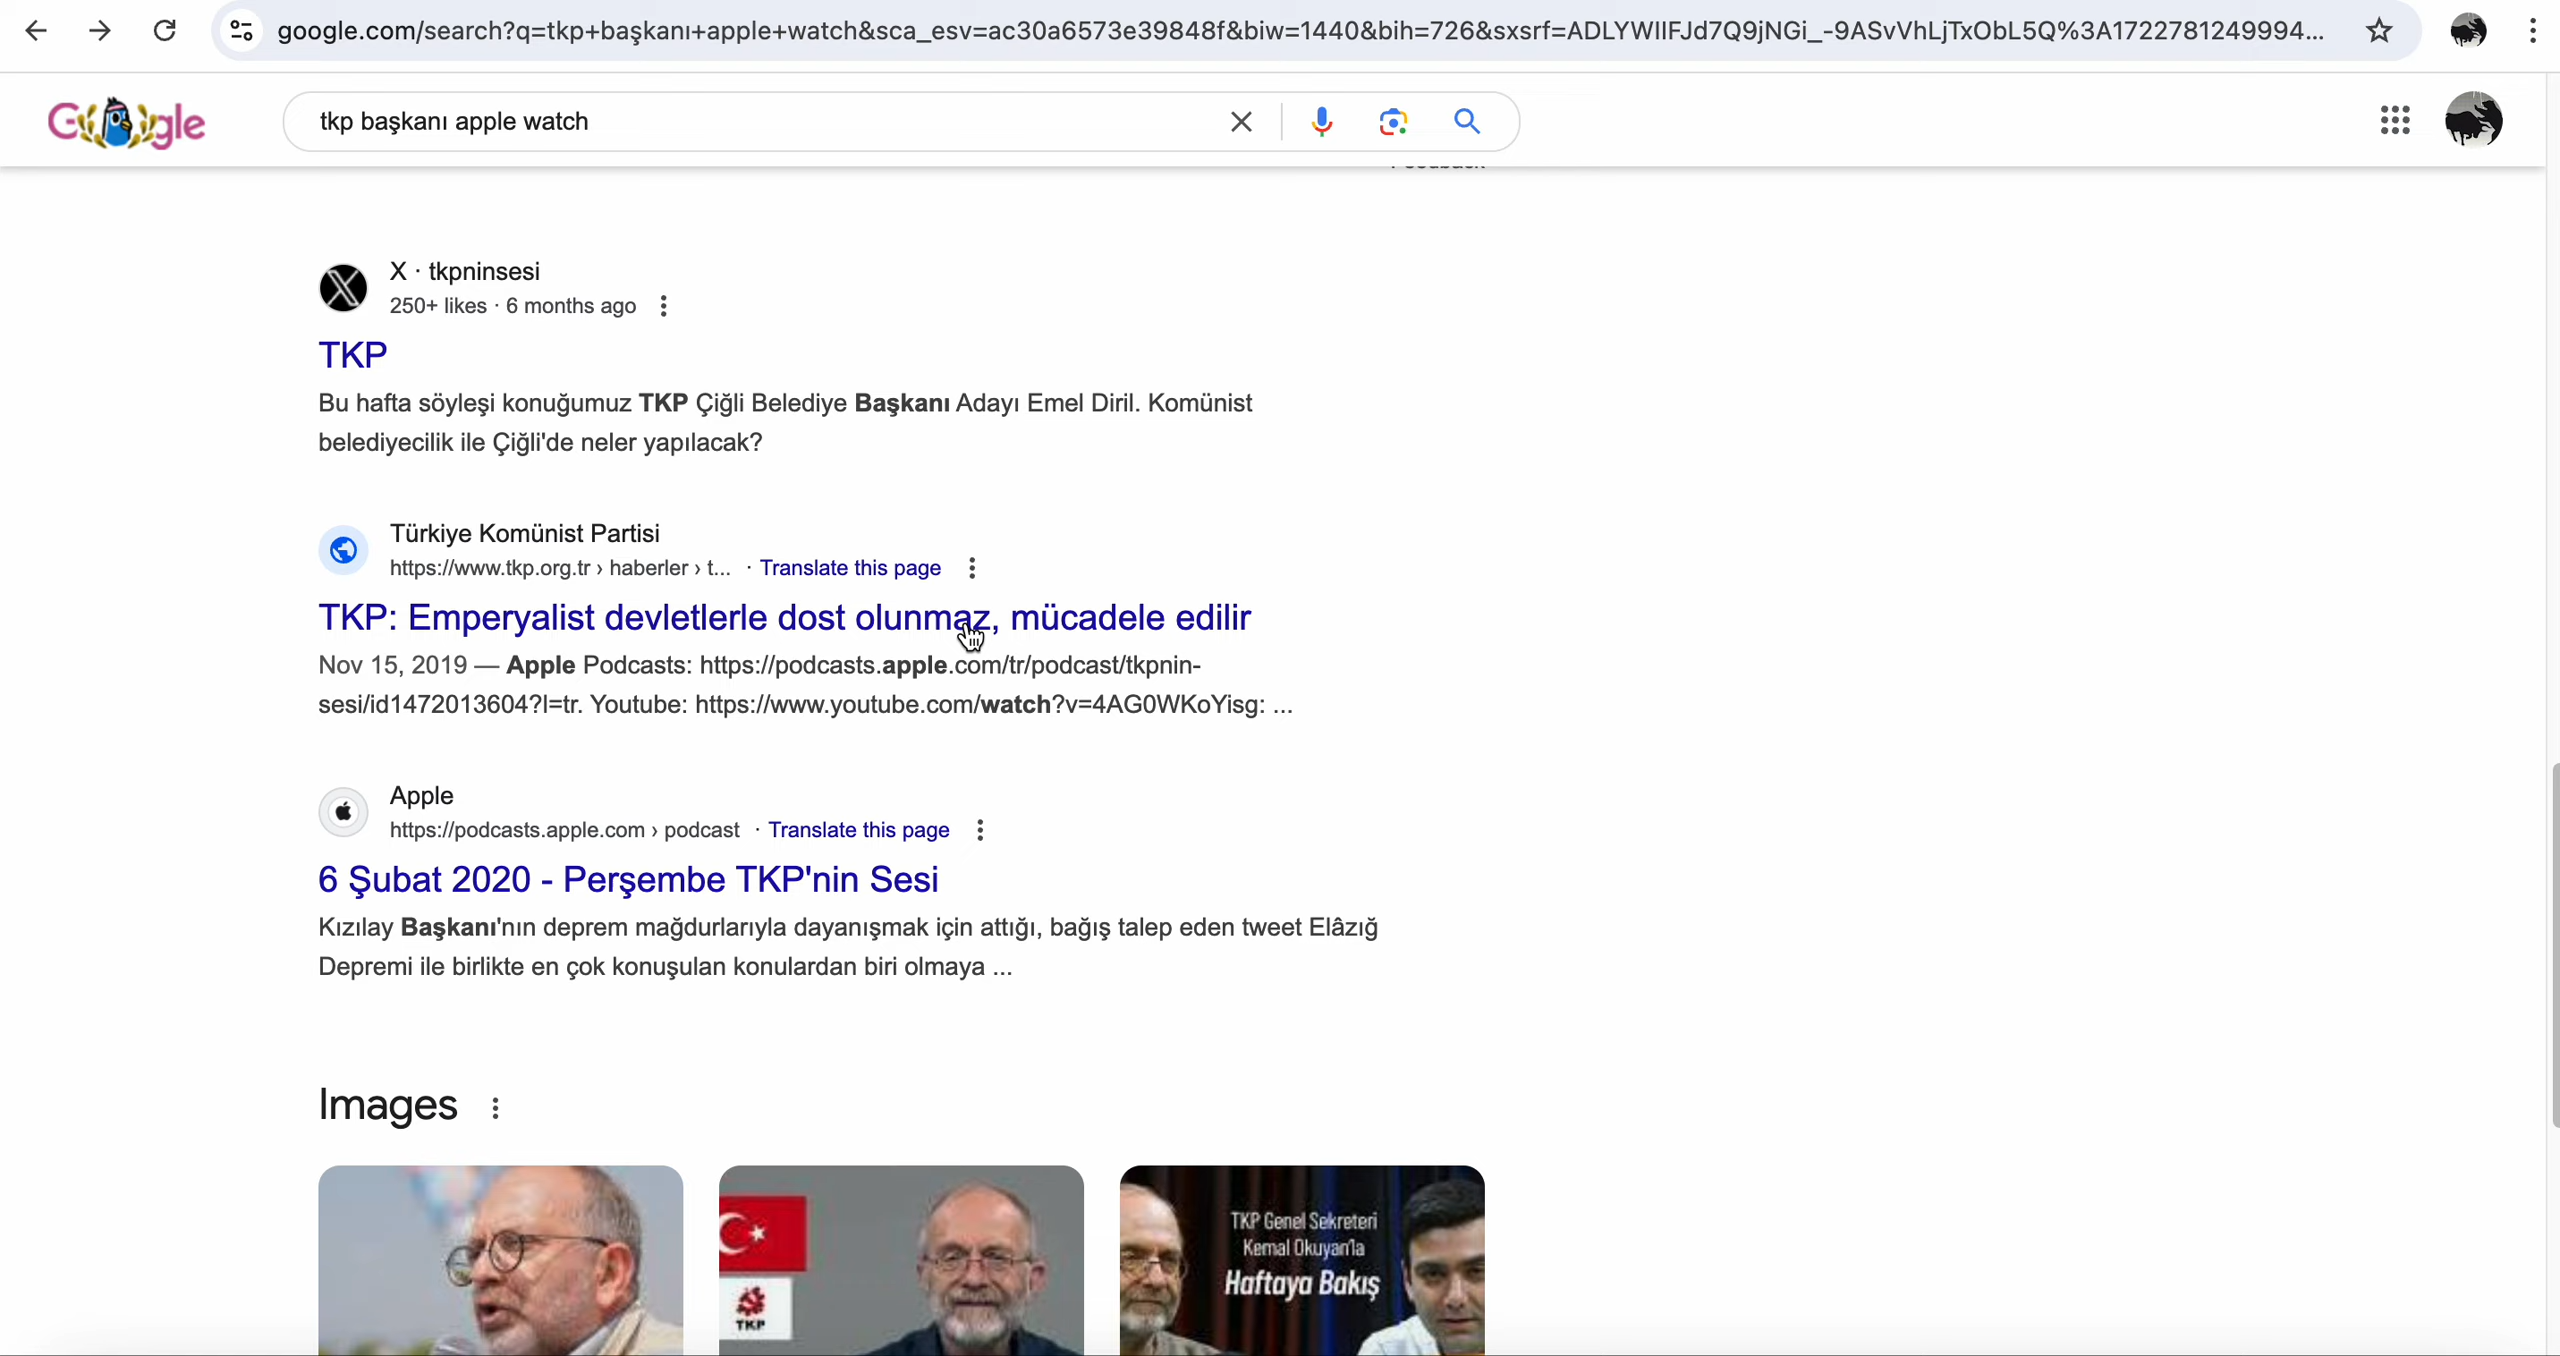 google.com/search?q=tkp+başkanı+apple+watch&sca_esv=ac30a6573e39848f&biw=1440&bih=726&sxsrf=ADLYWIIFJd7Q9jNGi_-9ASvVhLjTxObL5Q%3A1722781249994...
Google
tkp başkanı apple watch
X · tkpninsesi
250+ likes · 6 months ago
TKP
Bu hafta söyleşi konuğumuz TKP Çiğli Belediye Başkanı Adayı Emel Diril. Komünist
belediyecilik ile Çiğli'de neler yapılacak?
Türkiye Komünist Partisi
https://www.tkp.org.tr › haberler › t... · Translate this page
TKP: Emperyalist devletlerle dost olunmaz, mücadele edilir
Nov 15, 2019 — Apple Podcasts: https://podcasts.apple.com/tr/podcast/tkpnin-
sesi/id1472013604?l=tr. Youtube: https://www.youtube.com/watch?v=4AG0WKoYisg: ...
Apple
https://podcasts.apple.com › podcast · Translate this page
6 Şubat 2020 - Perşembe TKP'nin Sesi
Kızılay Başkanı'nın deprem mağdurlarıyla dayanışmak için attığı, bağış talep eden tweet Elâzığ
Depremi ile birlikte en çok konuşulan konulardan biri olmaya ...
Images
TKP
TKP Genel Sekreteri
Kemal Okuyan'la
Haftaya Bakış